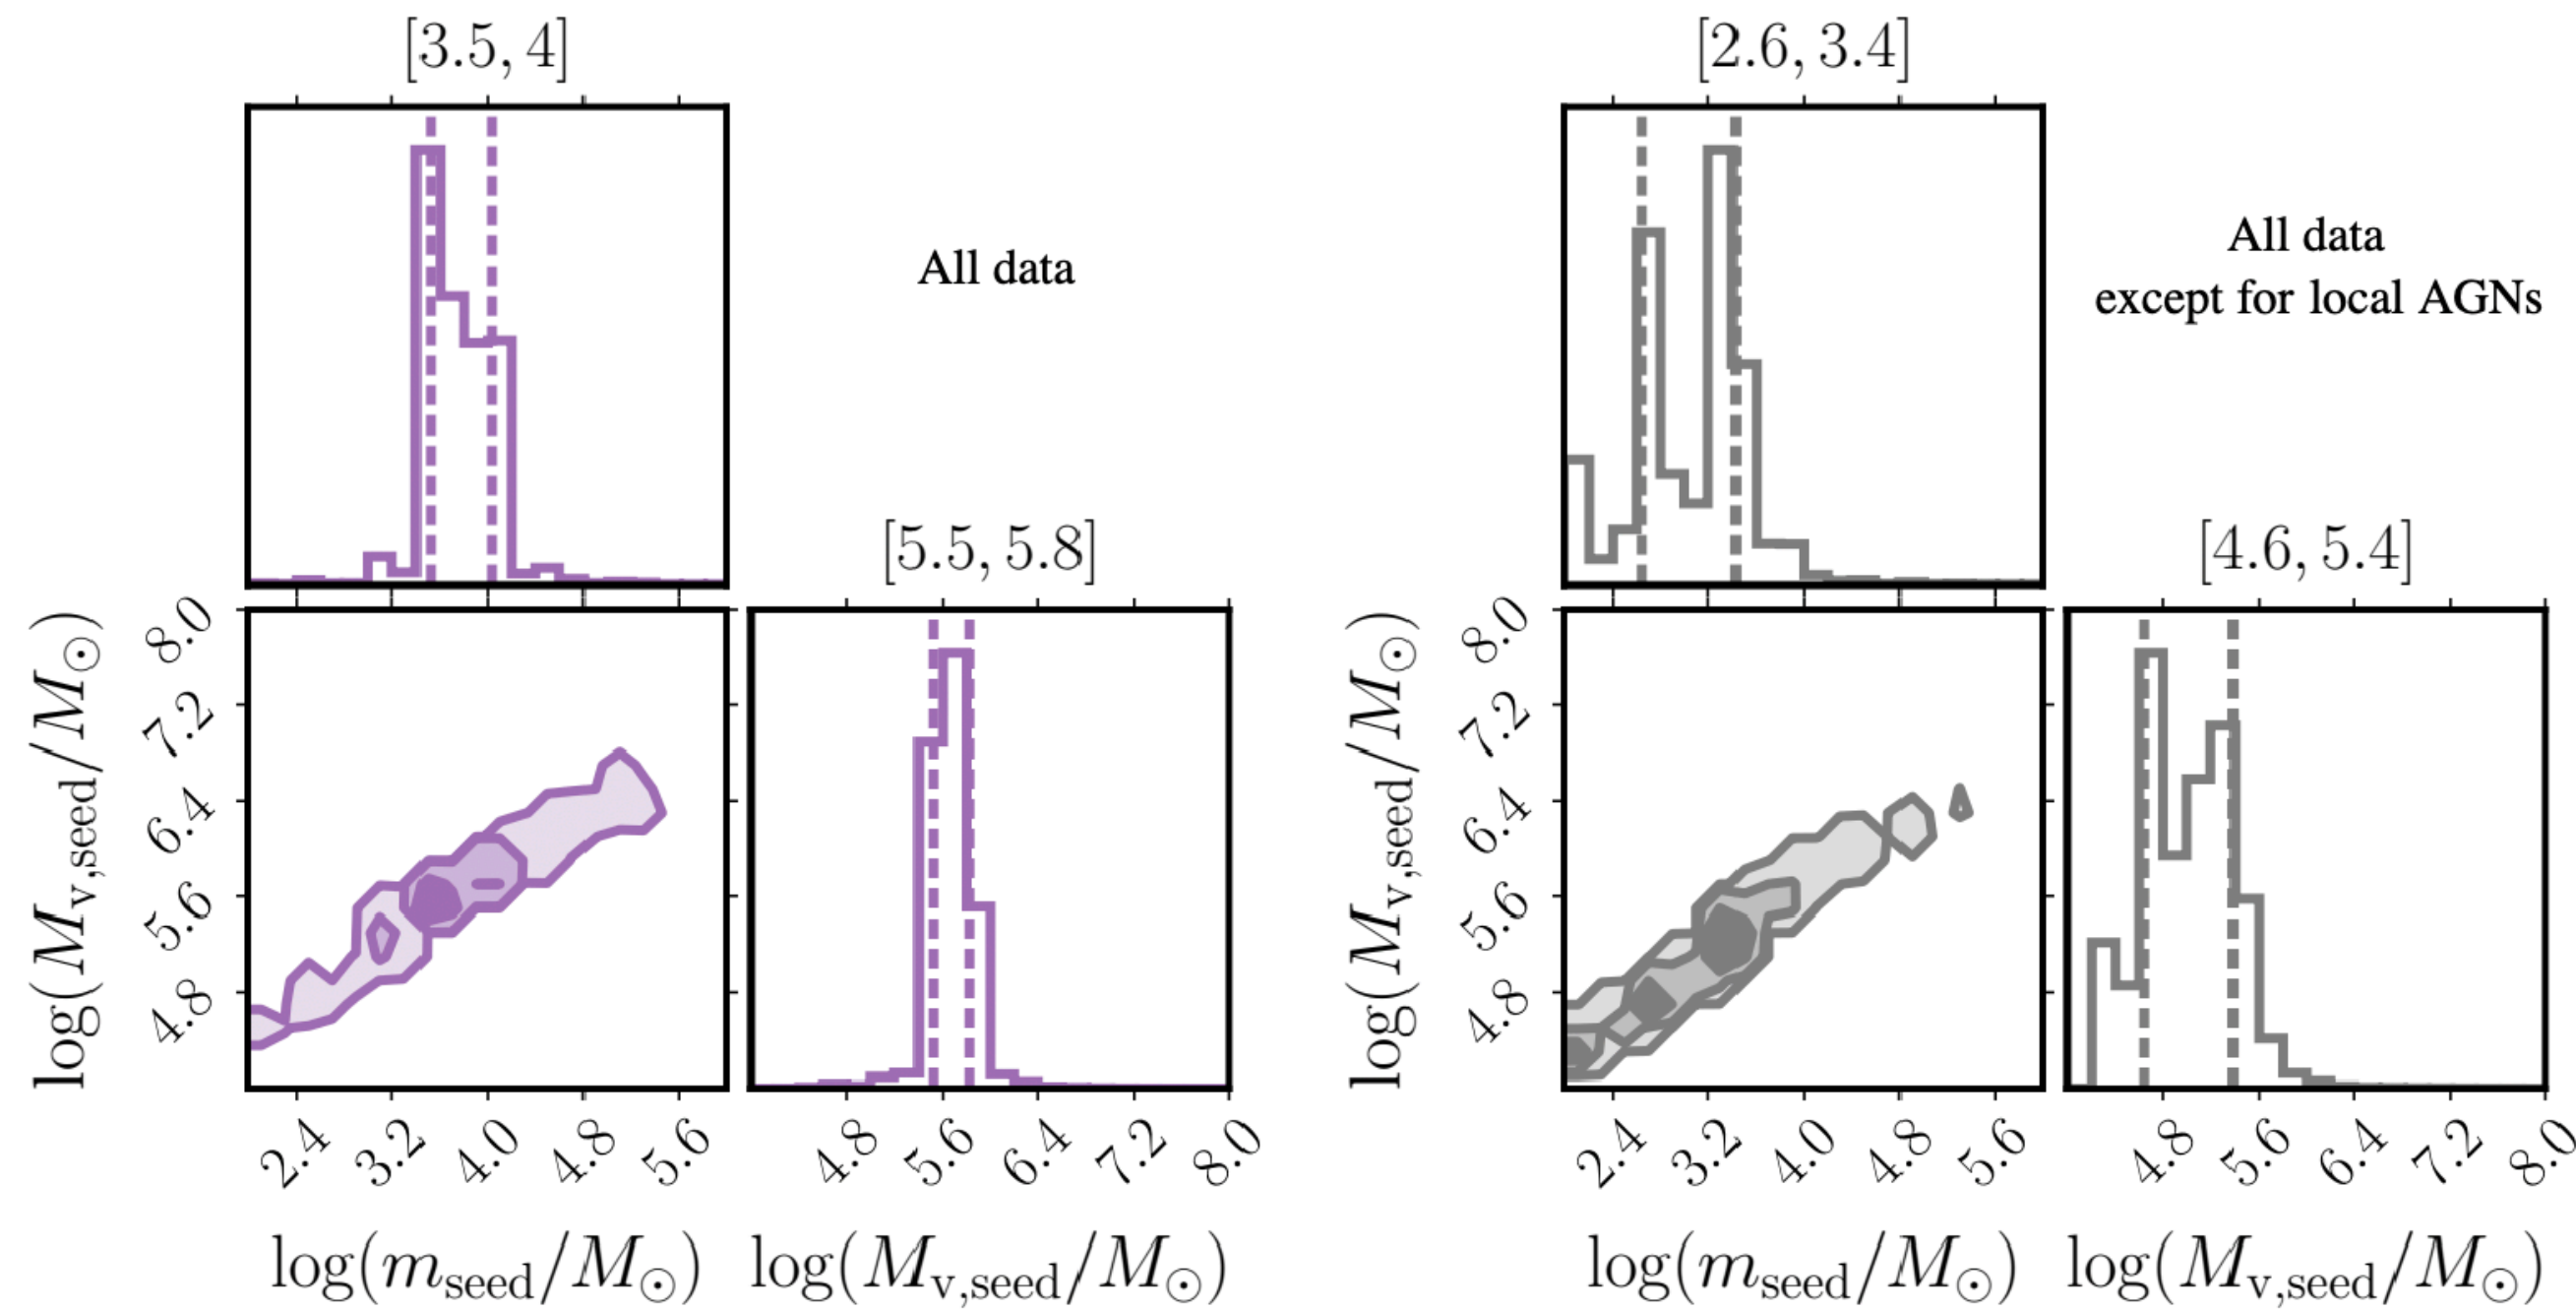 [3.5, 4]
All data
[5.5, 5.8]
log(M_v,seed/M_⊙)
8.0
7.2
6.4
5.6
4.8
2.4 3.2 4.0 4.8 5.6
4.8 5.6 6.4 7.2 8.0
log(m_seed/M_⊙) log(M_v,seed/M_⊙)
[2.6, 3.4]
All data
except for local AGNs
[4.6, 5.4]
log(M_v,seed/M_⊙)
8.0
7.2
6.4
5.6
4.8
2.4 3.2 4.0 4.8 5.6
4.8 5.6 6.4 7.2 8.0
log(m_seed/M_⊙) log(M_v,seed/M_⊙)